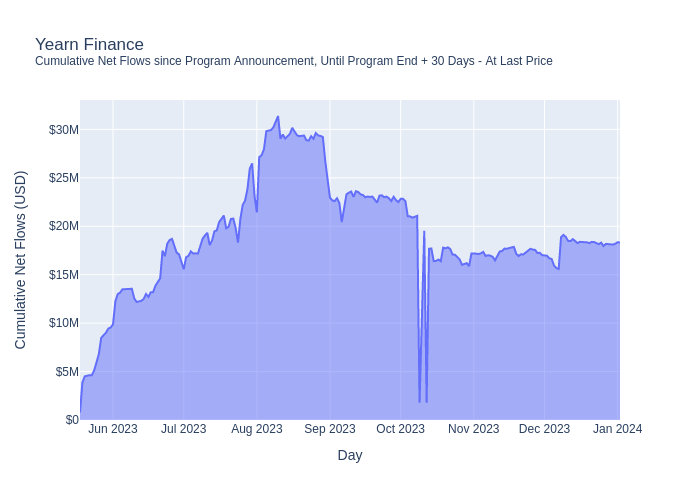 Yearn Finance
Cumulative Net Flows since Program Announcement, Until Program End + 30 Days - At Last Price
$30M
$25M
$20M
$15M
$10M
$5M
$0
Cumulative Net Flows (USD)
Jun 2023 Jul 2023 Aug 2023 Sep 2023 Oct 2023 Nov 2023 Dec 2023 Jan 2024
Day